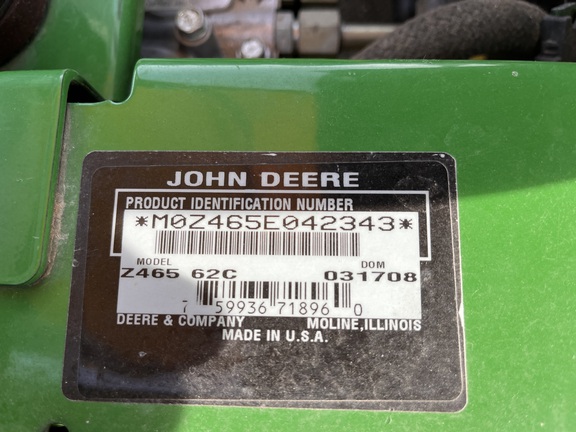 JOHN DEERE
PRODUCT IDENTIFICATION NUMBER
*M0Z465E042343*
MODEL DOM
Z465 62C 031708
7 59936 71896 0
DEERE & COMPANY MOLINE, ILLINOIS
MADE IN U.S.A.